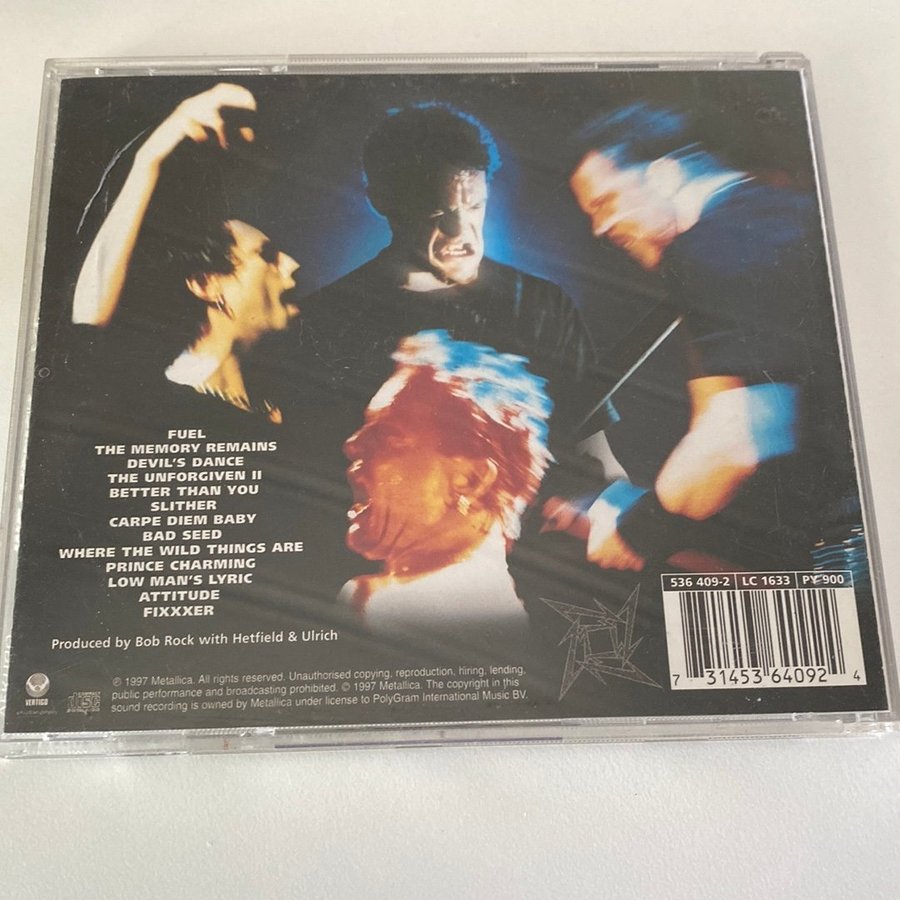 FUEL
THE MEMORY REMAINS
DEVIL'S DANCE
THE UNFORGIVEN II
BETTER THAN YOU
SLITHER
CARPE DIEM BABY
BAD SEED
WHERE THE WILD THINGS ARE
PRINCE CHARMING
LOW MAN'S LYRIC
ATTITUDE
FIXXXER
Produced by Bob Rock with Hetfield & Ulrich
℗ 1997 Metallica. All rights reserved. Unauthorised copying, reproduction, hiring, lending,
public performance and broadcasting prohibited. © 1997 Metallica. The copyright in this
sound recording is owned by Metallica under license to PolyGram International Music BV.
VERTIGO
COMPACT
disc
536 409-2 LC 1633 PY 900
7 31453 64092 4